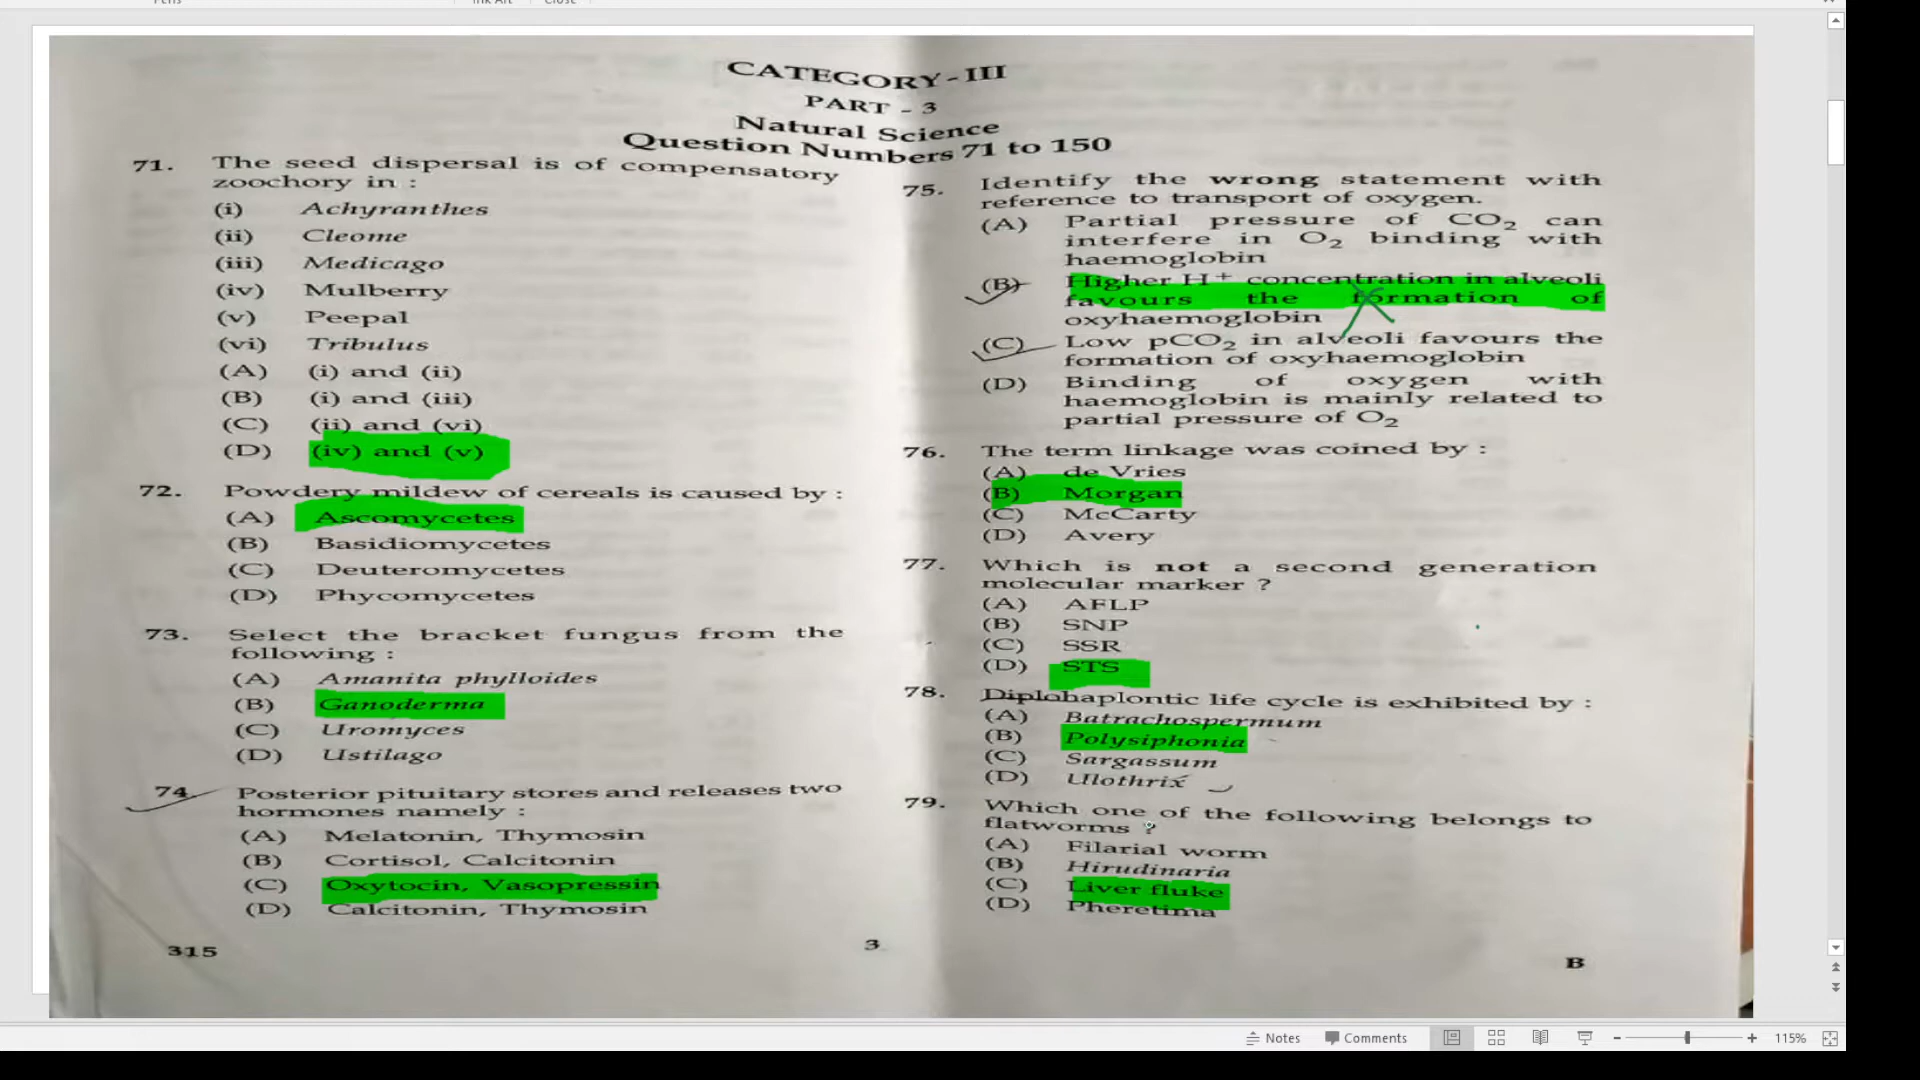 CATEGORY - III
PART - 3
Natural Science
Question Numbers 71 to 150
71. The seed dispersal is of compensatory
zoochory in :
(i) Achyranthes
(ii) Cleome
(iii) Medicago
(iv) Mulberry
(v) Peepal
(vi) Tribulus
(A) (i) and (ii)
(B) (i) and (iii)
(C) (ii) and (vi)
(D) (iv) and (v)
72. Powdery mildew of cereals is caused by :
(A) Ascomycetes
(B) Basidiomycetes
(C) Deuteromycetes
(D) Phycomycetes
73. Select the bracket fungus from the
following :
(A) Amanita phylloides
(B) Ganoderma
(C) Uromyces
(D) Ustilago
74. Posterior pituitary stores and releases two
hormones namely :
(A) Melatonin, Thymosin
(B) Cortisol, Calcitonin
(C) Oxytocin, Vasopressin
(D) Calcitonin, Thymosin
75. Identify the wrong statement with
reference to transport of oxygen.
(A) Partial pressure of CO2 can
interfere in O2 binding with
haemoglobin
(B) Higher H+ concentration in alveoli
favours the formation of
oxyhaemoglobin
(C) Low pCO2 in alveoli favours the
formation of oxyhaemoglobin
(D) Binding of oxygen with
haemoglobin is mainly related to
partial pressure of O2
76. The term linkage was coined by :
(A) de Vries
(B) Morgan
(C) McCarty
(D) Avery
77. Which is not a second generation
molecular marker ?
(A) AFLP
(B) SNP
(C) SSR
(D) STS
78. Diplohaplontic life cycle is exhibited by :
(A) Batrachospermum
(B) Polysiphonia
(C) Sargassum
(D) Ulothrix
79. Which one of the following belongs to
flatworms ?
(A) Filarial worm
(B) Hirudinaria
(C) Liver fluke
(D) Pheretima
315
3
B
Notes Comments 115%